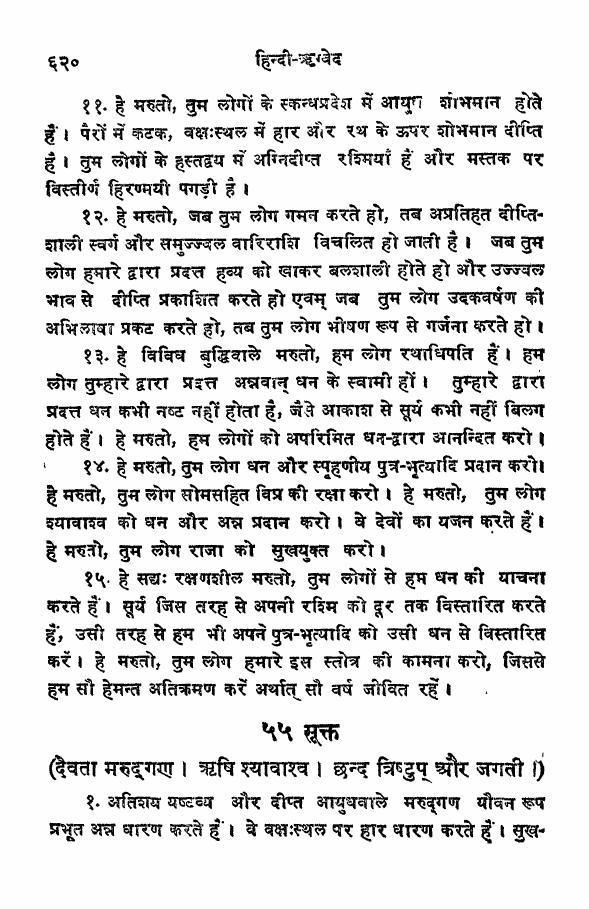 ६२०
हिन्दी-ऋग्वेद
११. हे मरुतो, तुम लोगों के स्कन्धप्रदेश में आयुध शोभमान होते
हैं। पैरों में कटक, वक्षःस्थल में हार और रथ के ऊपर शोभमान दीप्ति
है। तुम लोगों के हस्तद्वय में अग्निदीप्त रश्मियाँ हैं और मस्तक पर
विस्तीर्ण हिरण्मयी पगड़ी है।
१२. हे मरुतो, जब तुम लोग गमन करते हो, तब अप्रतिहत दीप्ति-
शाली स्वर्ग और समुज्ज्वल वारिराशि विचलित हो जाती है। जब तुम
लोग हमारे द्वारा प्रदत्त हव्य को खाकर बलशाली होते हो और उज्ज्वल
भाव से दीप्ति प्रकाशित करते हो एवम् जब तुम लोग उदकवर्षण की
अभिलाषा प्रकट करते हो, तब तुम लोग भीषण रूप से गर्जना करते हो।
१३. हे विविध बुद्धिवाले मरुतो, हम लोग रथाधिपति हैं। हम
लोग तुम्हारे द्वारा प्रदत्त अन्नवान् धन के स्वामी हों। तुम्हारे द्वारा
प्रदत्त धन कभी नष्ट नहीं होता है, जैसे आकाश से सूर्य कभी नहीं बिलग
होते हैं। हे मरुतो, हम लोगों को अपरिमित धन-द्वारा आनन्दित करो।
१४. हे मरुतो, तुम लोग धन और स्पृहणीय पुत्र-भृत्यादि प्रदान करो।
हे मरुतो, तुम लोग सोमसहित विप्र की रक्षा करो। हे मरुतो, तुम लोग
श्यावाश्व को धन और अन्न प्रदान करो। वे देवों का यजन करते हैं।
हे मरुतो, तुम लोग राजा को सुखयुक्त करो।
१५. हे सद्यः रक्षणशील मरुतो, तुम लोगों से हम धन की याचना
करते हैं। सूर्य जिस तरह से अपनी रश्मि को दूर तक विस्तारित करते
हैं, उसी तरह से हम भी अपने पुत्र-भृत्यादि को उसी धन से विस्तारित
करें। हे मरुतो, तुम लोग हमारे इस स्तोत्र की कामना करो, जिससे
हम सौ हेमन्त अतिक्रमण करें अर्थात् सौ वर्ष जीवित रहें।
५५ सूक्त
(देवता मरुद्गण। ऋषि श्यावाश्व। छन्द त्रिष्टुप् और जगती।)
१. अतिशय यष्टव्य और दीप्त आयुधवाले मरुद्गण यौवन रूप
प्रभूत अन्न धारण करते हैं। वे वक्षःस्थल पर हार धारण करते हैं। सुख-